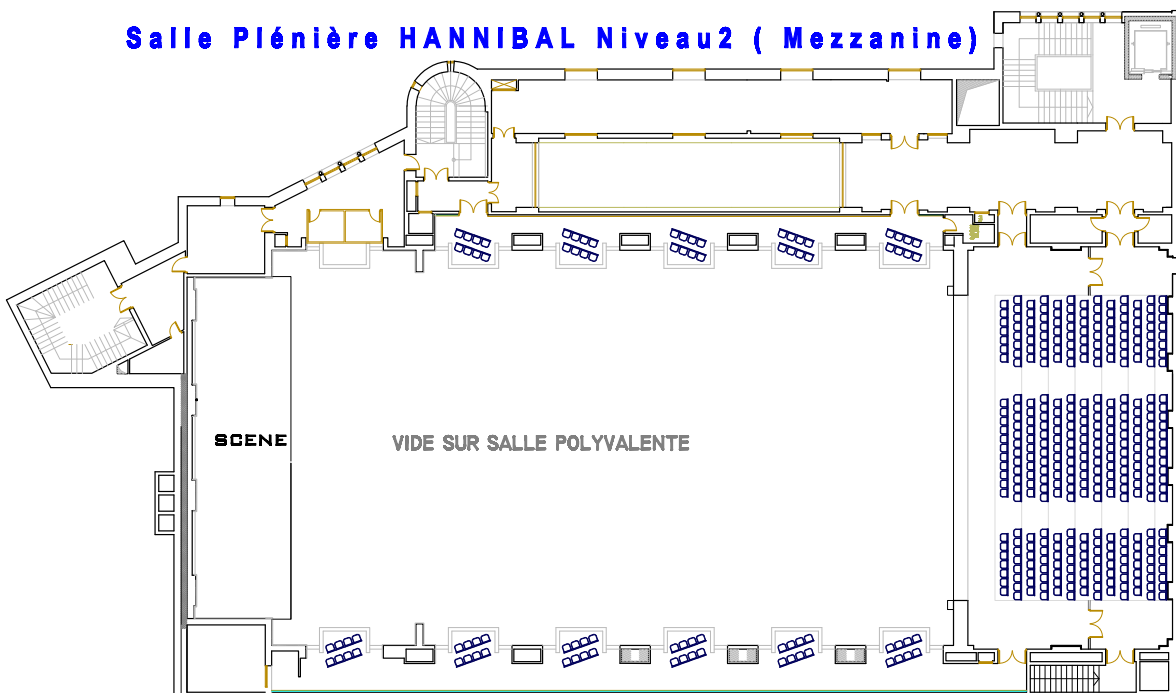 Salle Plénière HANNIBAL Niveau2 ( Mezzanine)
SCENE
VIDE SUR SALLE POLYVALENTE